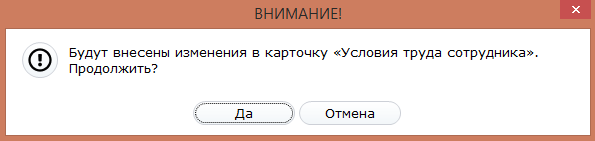 ВНИМАНИЕ!
Будут внесены изменения в карточку «Условия труда сотрудника».
Продолжить?
Да
Отмена